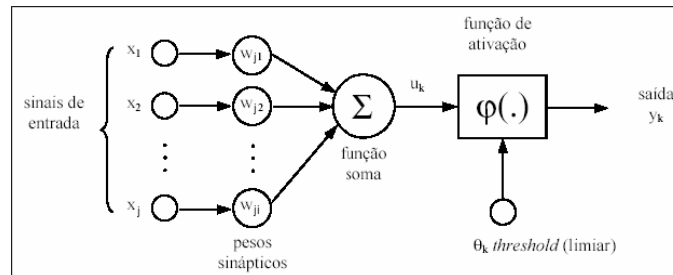 função de
ativação
x1
wj1
sinais de
entrada
x2
wj2
Σ
uk
φ(.)
saída
yk
função
soma
xj
wji
pesos
sinápticos
θk threshold (limiar)